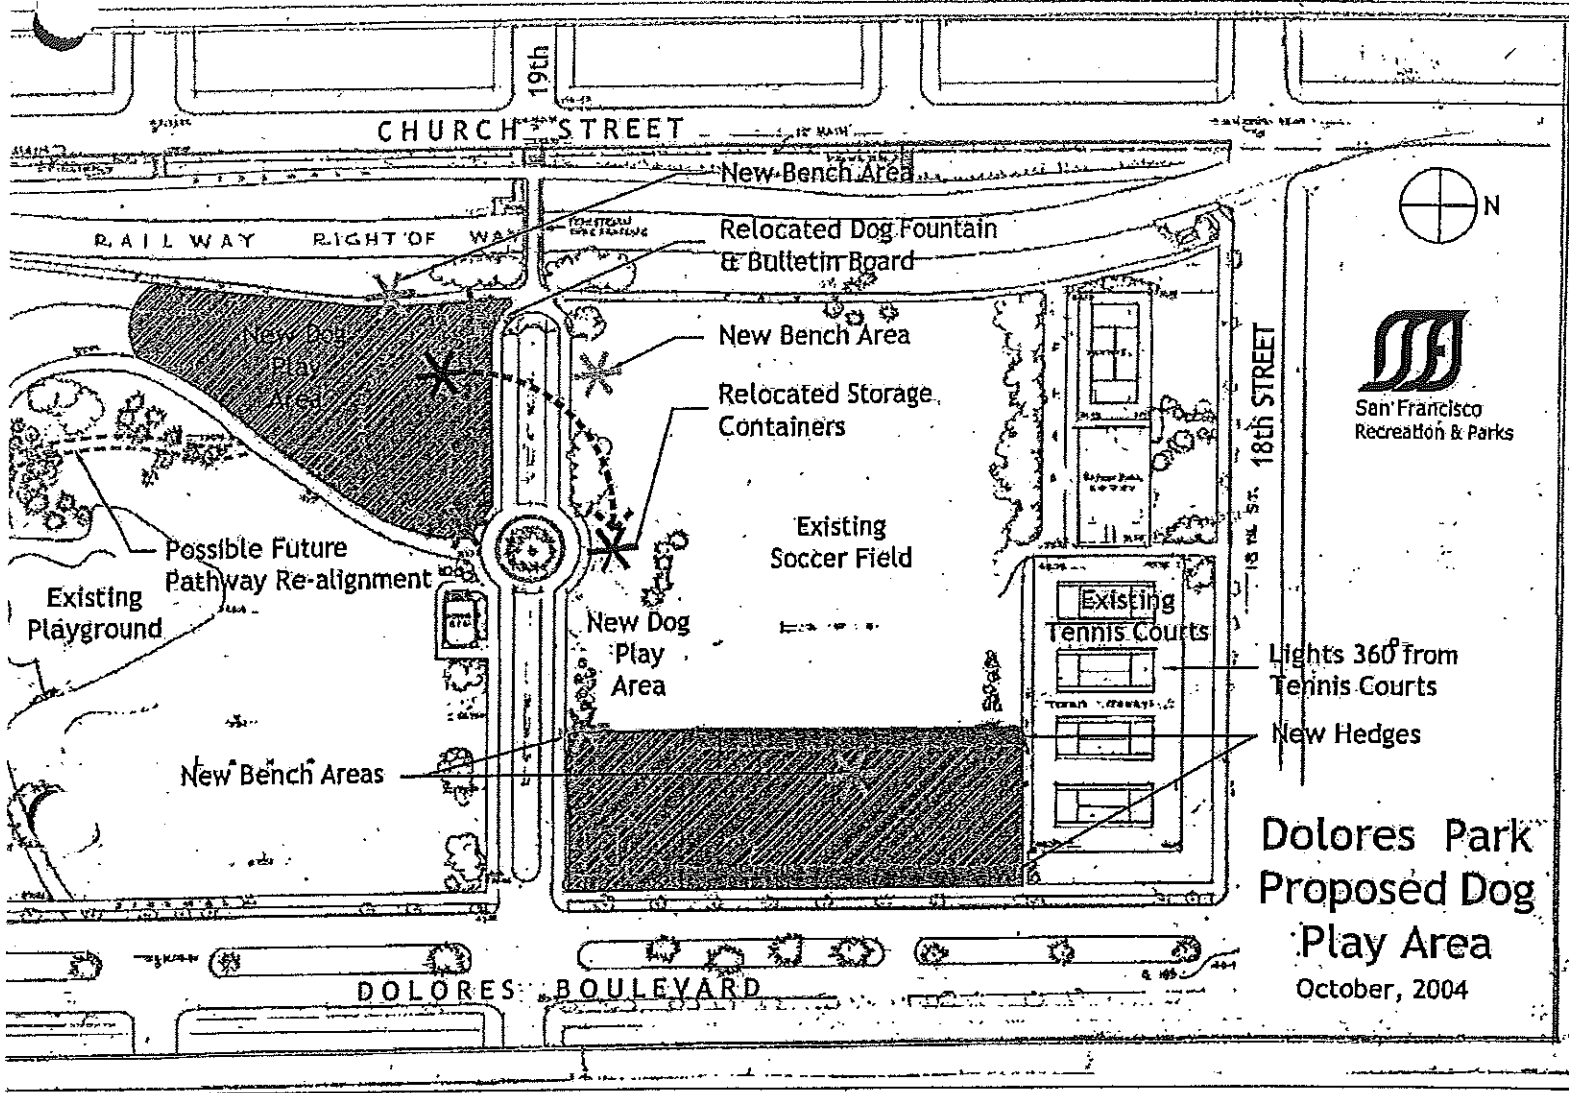 19th
CHURCH STREET
12" MAIN
New Bench Area
RAILWAY RIGHT OF WAY
Relocated Dog Fountain
& Bulletin Board
N
New Dog
Play
Area
New Bench Area
Relocated Storage
Containers
18th STREET
San Francisco
Recreation & Parks
Existing
Soccer Field
Possible Future
Pathway Re-alignment
Existing
Playground
New Dog
Play
Area
Existing
Tennis Courts
Lights 360° from
Tennis Courts
New Hedges
New Bench Areas
Dolores Park
Proposed Dog
Play Area
October, 2004
DOLORES BOULEVARD